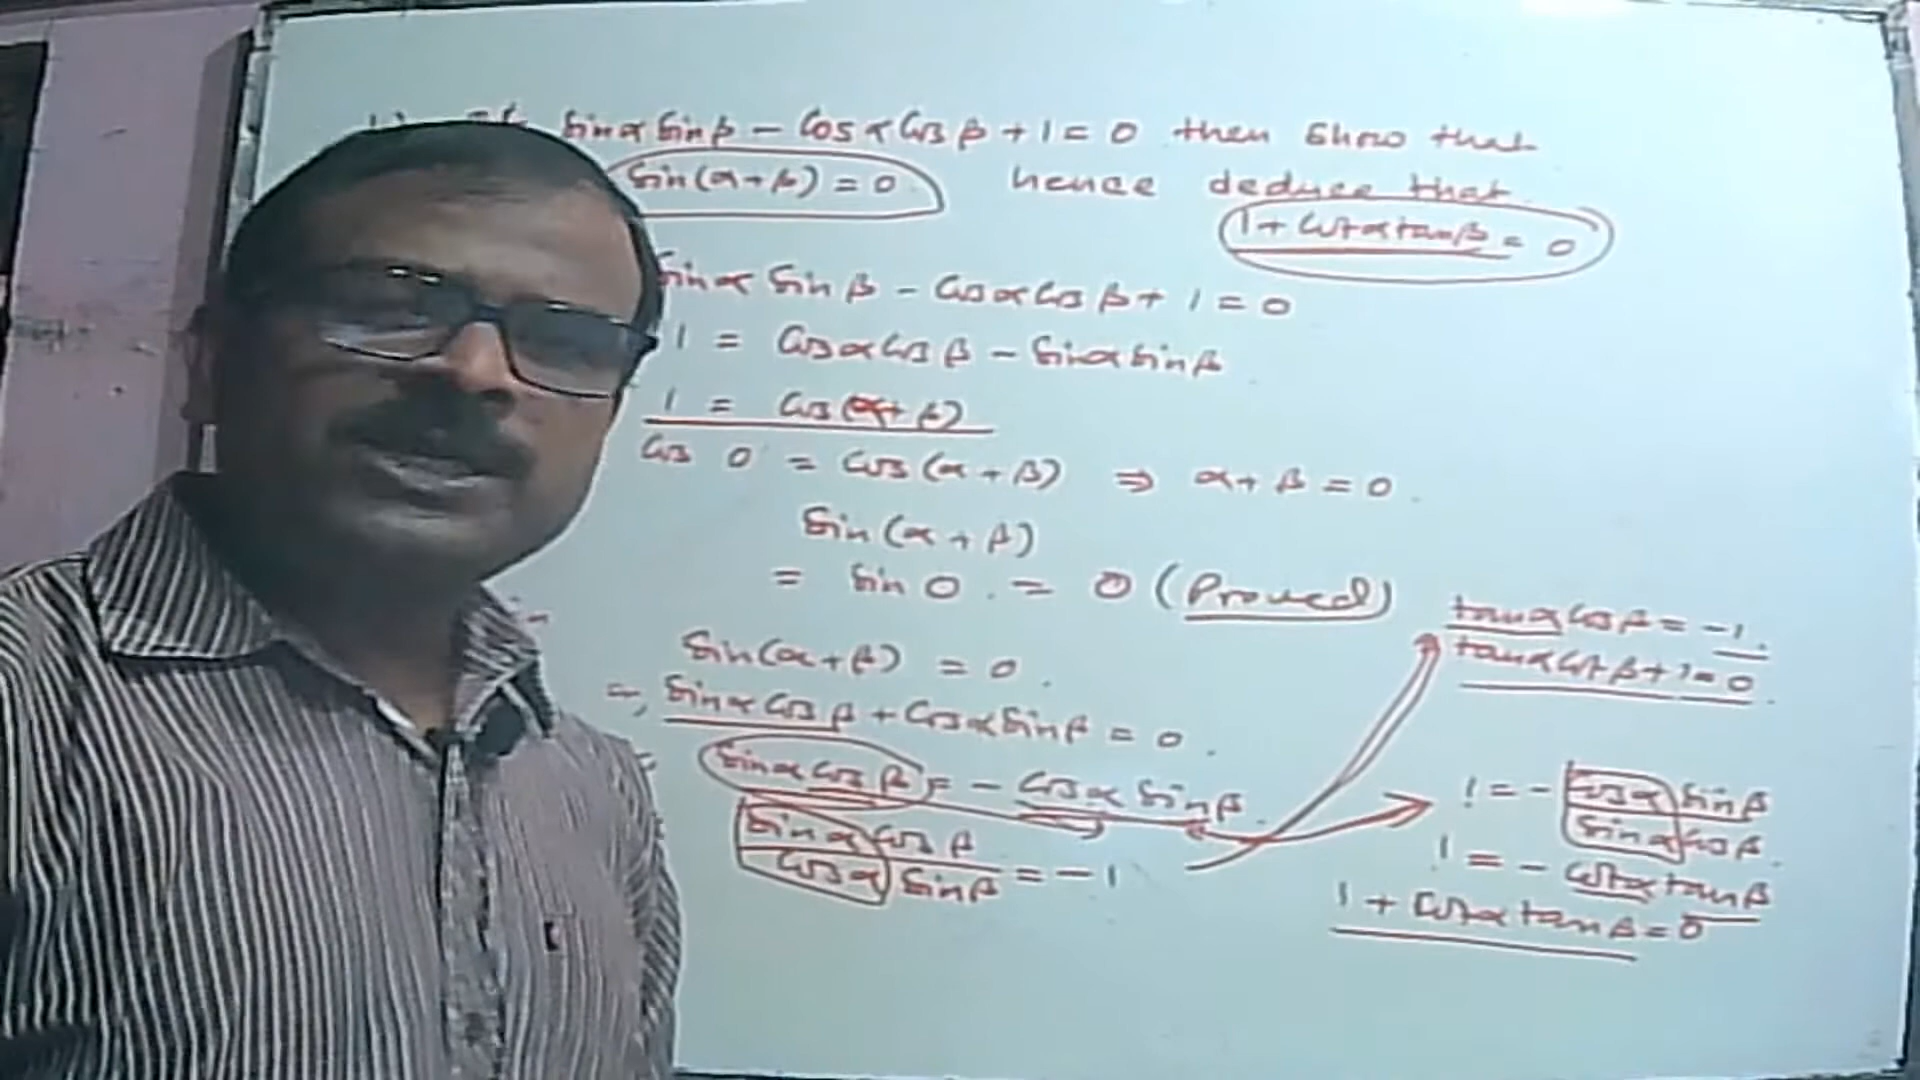 sinα sinβ - cosα cosβ + 1 = 0 then show that
sin(α+β) = 0 hence deduce that
1 + cotα tanβ = 0
sinα sinβ - cosα cosβ + 1 = 0
1 = cosα cosβ - sinα sinβ
1 = cos(α+β)
cos 0 = cos(α+β) ⇒ α+β = 0
sin(α+β)
= sin 0 = 0 (Proved)
sin(α+β) = 0
⇒, sinα cosβ + cosα sinβ = 0
sinα cosβ = - cosα sinβ
sinα cosβ / cosα sinβ = -1
tanα cosβ = -1
tanα cotβ + 1 = 0
1 = - cosα sinβ / sinα cosβ
1 = - cotα tanβ
1 + cotα tanβ = 0